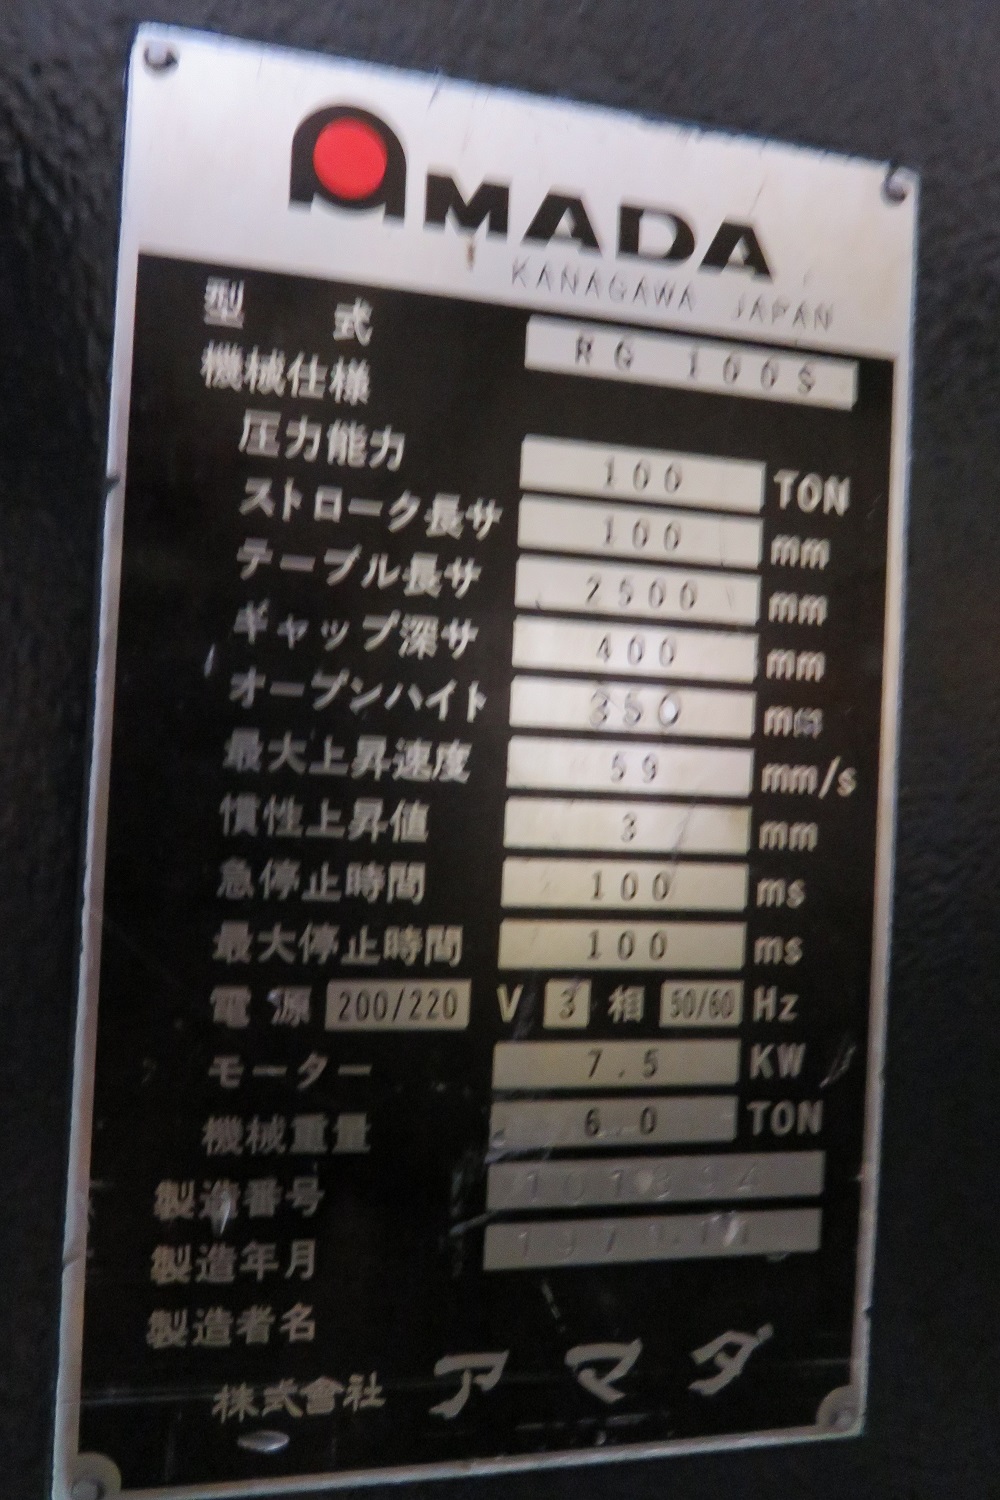 AMADA
KANAGAWA JAPAN
型式 RG 100S
機械仕様
圧力能力 100 TON
ストローク長サ 100 mm
テーブル長サ 2500 mm
ギャップ深サ 400 mm
オープンハイト 350 mm
最大上昇速度 59 mm/s
慣性上昇値 3 mm
急停止時間 100 ms
最大停止時間 100 ms
電源 200/220 V 3 相 50/60 Hz
モーター 7.5 KW
機械重量 6.0 TON
製造番号
製造年月
製造者名
株式會社 アマダ